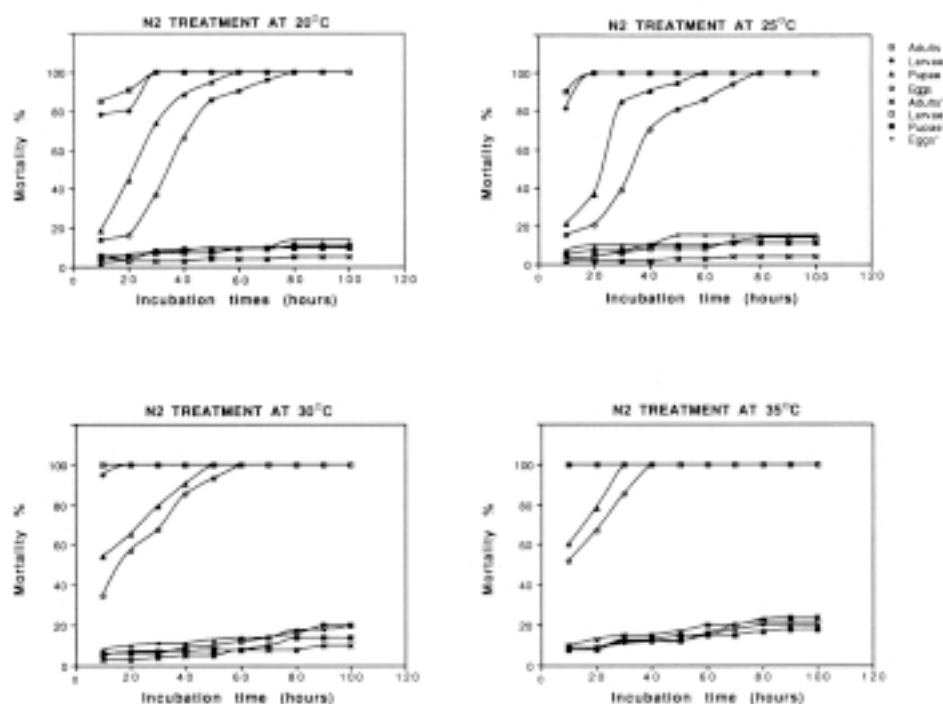 N2 TREATMENT AT 20°C
100
80
60
40
20
0
Mortality %
0 20 40 60 80 100 120
Incubation times (hours)
N2 TREATMENT AT 25°C
100
80
60
40
20
0
Mortality %
0 20 40 60 80 100 120
Incubation time (hours)
Adults
Larvae
Pupae
Eggs
Adults'
Larvae
Pupae'
Eggs'
N2 TREATMENT AT 30°C
100
80
60
40
20
0
Mortality %
0 20 40 60 80 100 120
Incubation time (hours)
N2 TREATMENT AT 35°C
100
80
60
40
20
0
Mortality %
0 20 40 60 80 100 120
Incubation time (hours)